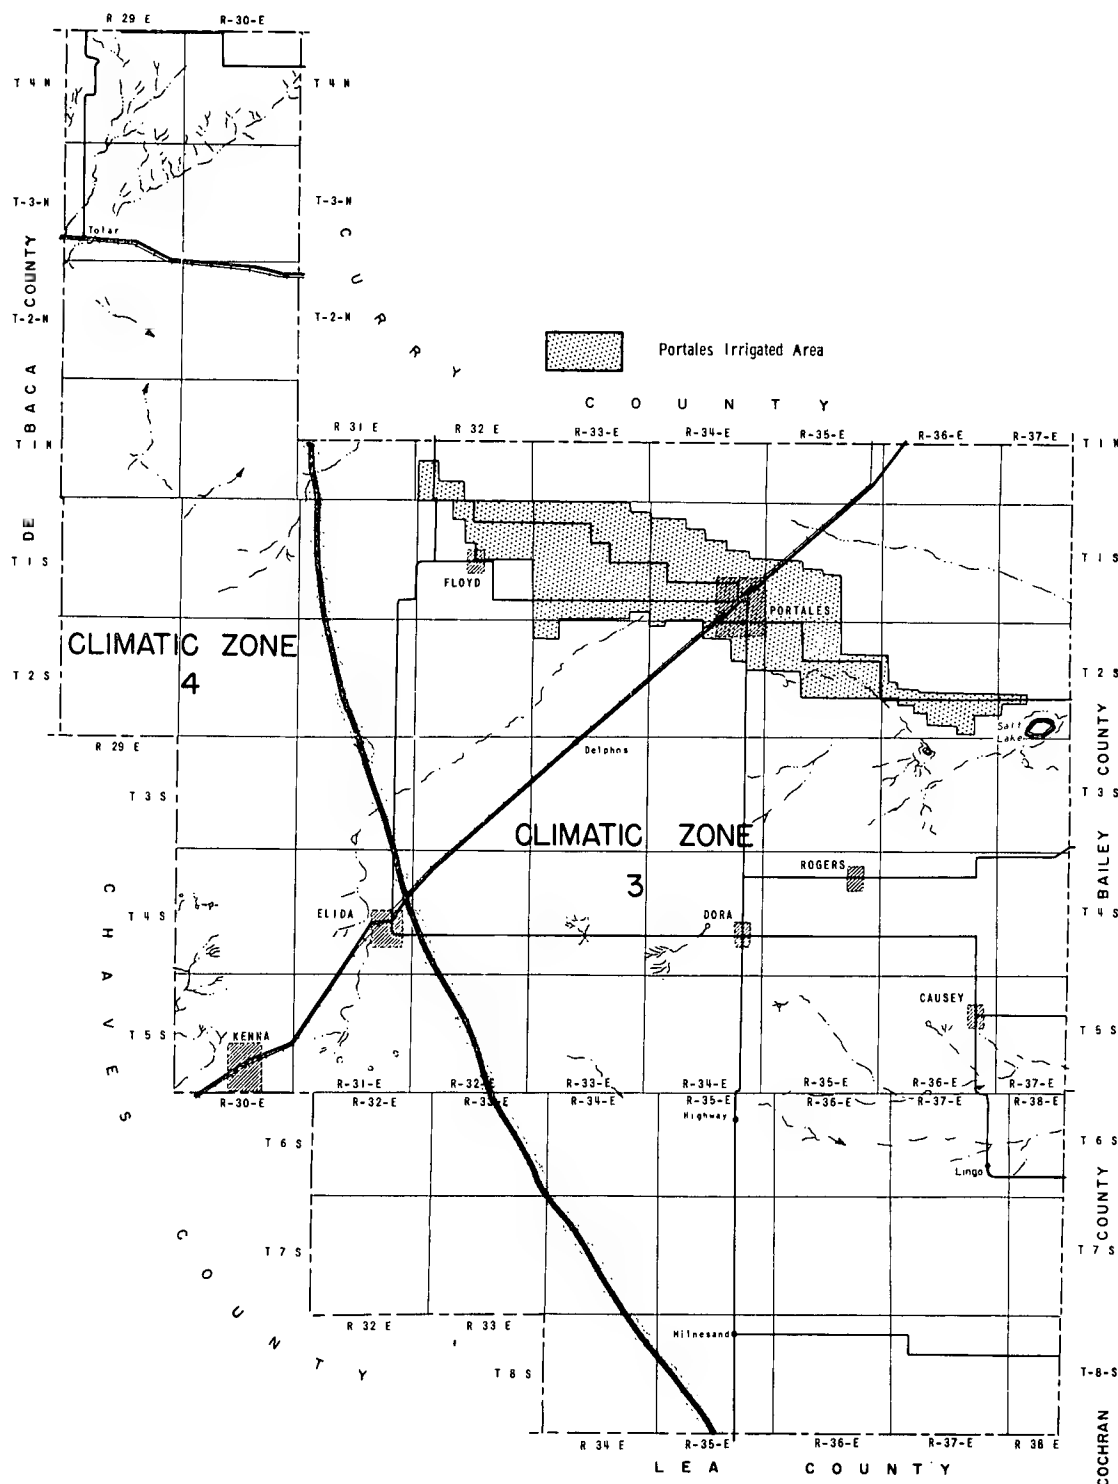 R 29 E R-30-E
T 4 N T 4 N
T-3-N T-3-N
Tolar
DE BACA COUNTY
CURRY
T-2-N T-2-N
Portales Irrigated Area
COUNTY
R 31 E R 32 E R-33-E R-34-E R-35-E R-36-E R-37-E
T 1 N T 1 N
T 1 S T 1 S
FLOYD
PORTALES
CLIMATIC ZONE
4
T 2 S T 2 S
Salt
Lake
R 29 E
Delphos
BAILEY COUNTY
T 3 S T 3 S
CLIMATIC ZONE
3
ROGERS
CHAVES
T 4 S T 4 S
ELIDA
DORA
CAUSEY
T 5 S T 5 S
KENNA
R-31-E R-32-E R-33-E R-34-E R-35-E R-36-E R-37-E
R-30-E R-32-E R-33-E R-34-E R-35-E R-36-E R-37-E R-38-E
Highway
T 6 S T 6 S
Lingo
COUNTY
T 7 S T 7 S
COUNTY
R 32 E R 33 E
Milnesand
T 8 S T-8-S
R 34 E R-35-E R-36-E R-37-E R 38 E
LEA COUNTY
COCHRAN